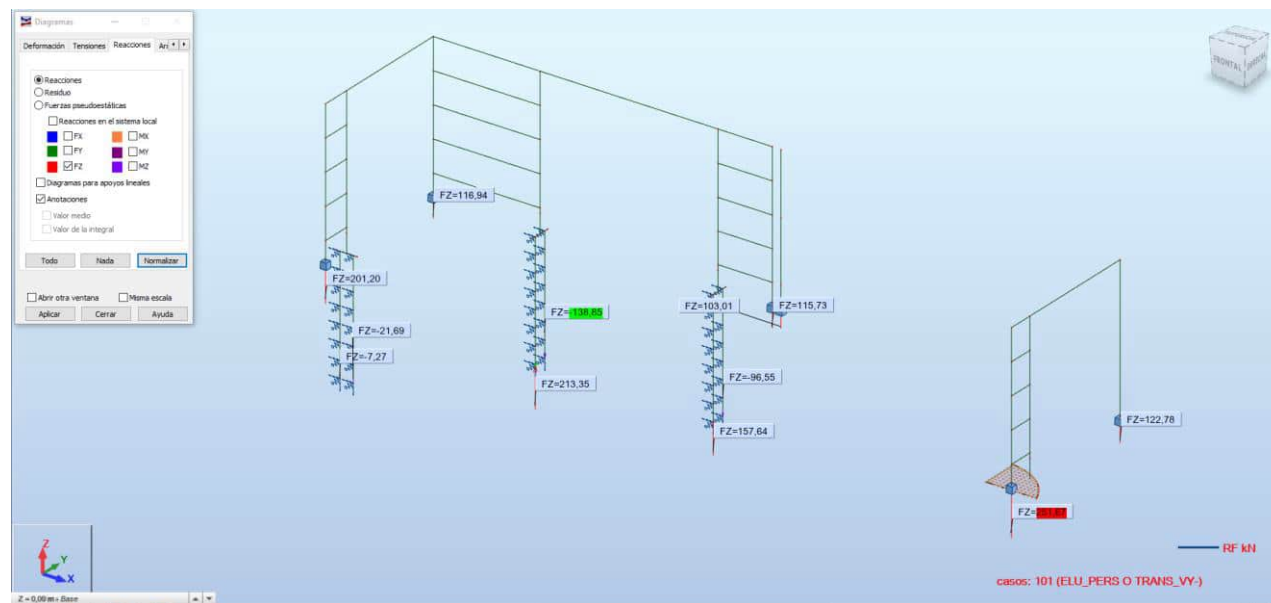 Diagramas
Deformación Tensiones Reacciones
Reacciones
Residuo
Fuerzas pseudoestáticas
Reacciones en el sistema local
FX MX
FY MY
FZ MZ
Diagramas para apoyos lineales
Anotaciones
Valor medio
Valor de la integral
Todo Nada Normalizar
Abrir otra ventana Misma escala
Aplicar Cerrar Ayuda
FRONTAL
FZ=116,94
FZ=201,20
FZ=-21,69
FZ=-7,27
FZ=-138,65
FZ=213,35
FZ=103,01
FZ=115,73
FZ=-96,55
FZ=157,64
FZ=122,78
FZ=
RF kN
casos: 101 (ELU_PERS O TRANS_VY-)
Z
Y
X
Z = 0,00 m - Base